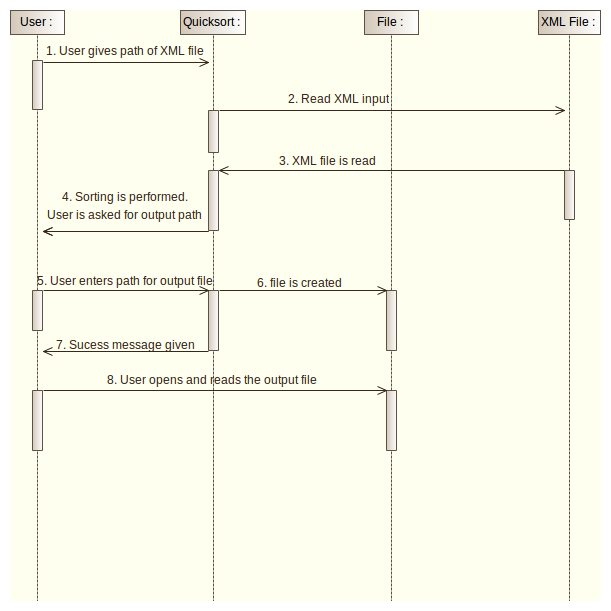 User :
Quicksort :
File :
XML File :
1. User gives path of XML file
2. Read XML input
3. XML file is read
4. Sorting is performed.
User is asked for output path
5. User enters path for output file
6. file is created
7. Sucess message given
8. User opens and reads the output file